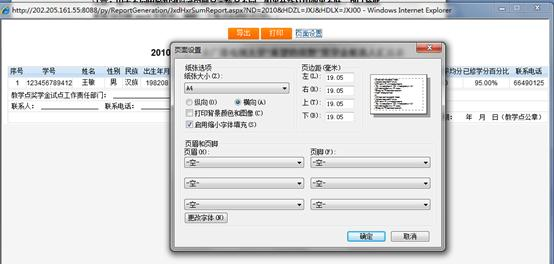 http://202.205.161.55:8088/py/ReportGeneration/JxdHxrSumReport.aspx?ND=2010&HDZL=JXJ&HDLX=JXJ00 - Windows Internet Explorer
导出 打印 页面设置
2010
序号 学号 姓名 性别 民族 出生年月 平均分 已修学分百分比 联系电话
1 123456789412 王敏 男 汉族 198208 95.00% 66490125
教学点奖学金试点工作责任部门：
联系人： 联系电话： 年 月 日(教学点公章)
页面设置
纸张选项
纸张大小(Z):
A4
纵向(O) 横向(A)
打印背景颜色和图像(C)
启用缩小字体填充(S)
页边距(毫米)
左(L): 19.05
右(R): 19.05
上(T): 19.05
下(B): 19.05
页眉和页脚
页眉(H): 页脚(F):
-空- -空-
-空- -空-
-空- -空-
更改字体(N)
确定 取消